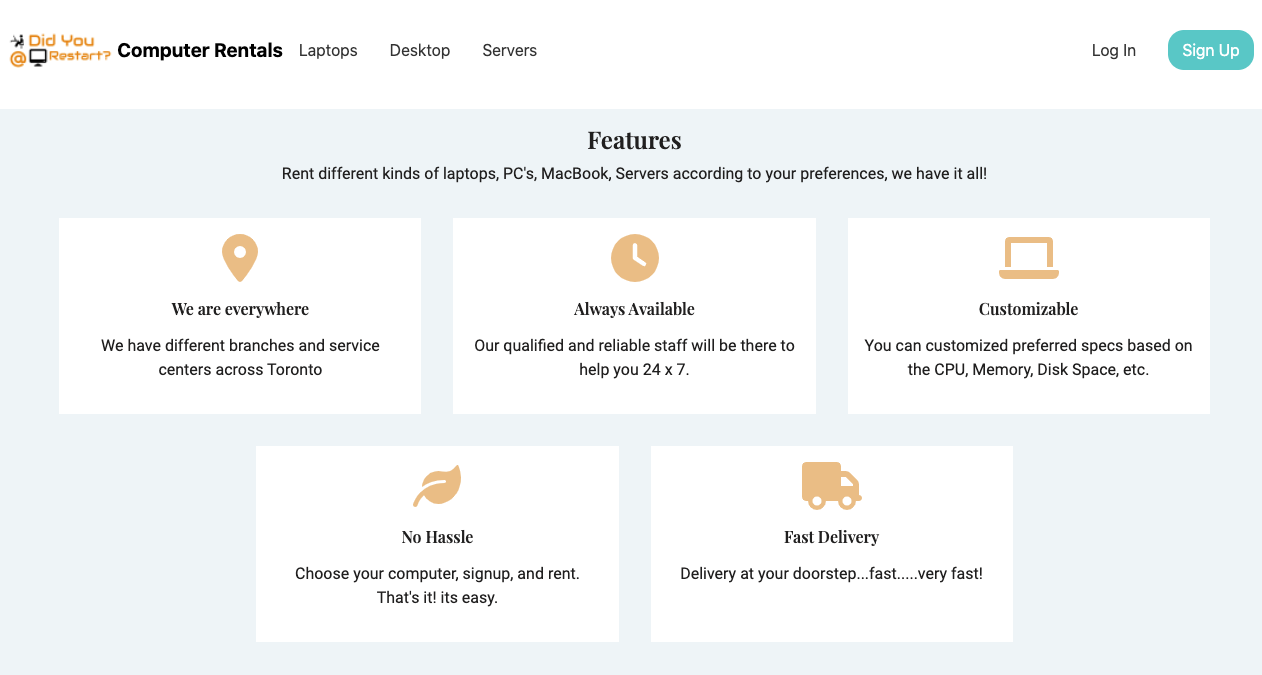 Did You
@ Restart?
Computer Rentals Laptops Desktop Servers Log In Sign Up
Features
Rent different kinds of laptops, PC's, MacBook, Servers according to your preferences, we have it all!
We are everywhere
We have different branches and service
centers across Toronto
Always Available
Our qualified and reliable staff will be there to
help you 24 x 7.
Customizable
You can customized preferred specs based on
the CPU, Memory, Disk Space, etc.
No Hassle
Choose your computer, signup, and rent.
That's it! its easy.
Fast Delivery
Delivery at your doorstep...fast.....very fast!